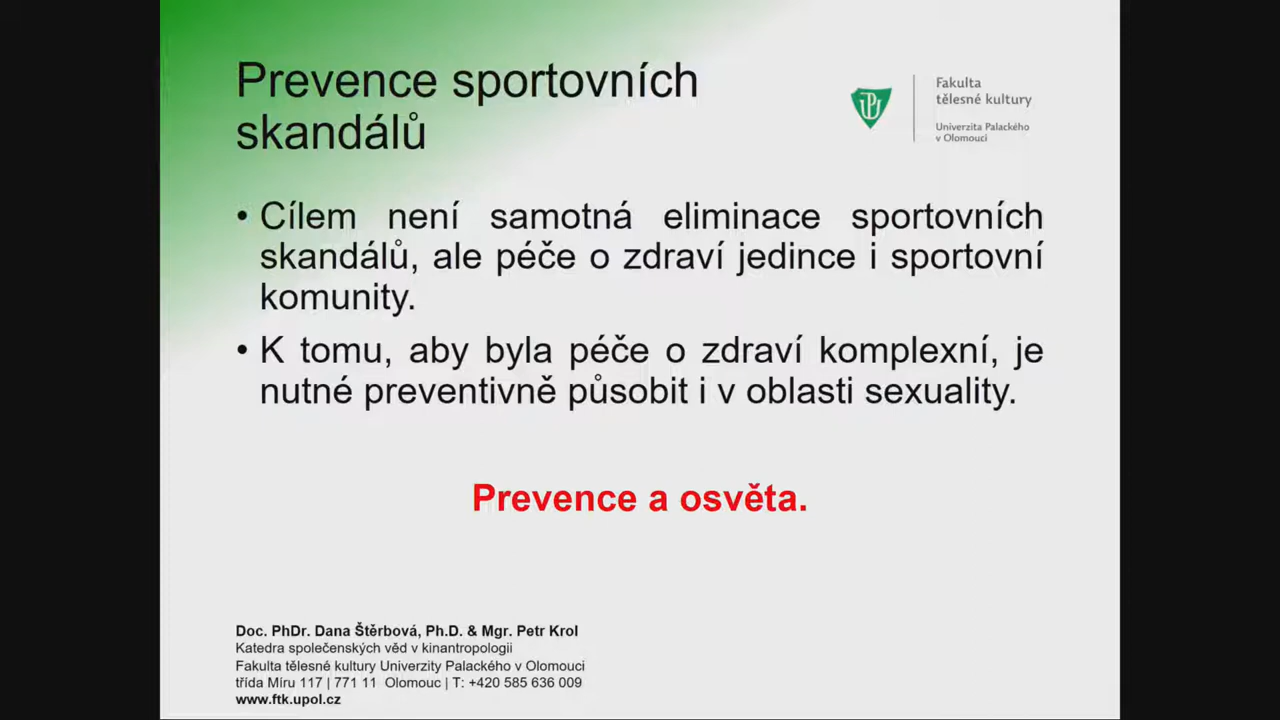 Prevence sportovních
skandálů
Fakulta
tělesné kultury
Univerzita Palackého
v Olomouci
• Cílem není samotná eliminace sportovních
skandálů, ale péče o zdraví jedince i sportovní
komunity.
• K tomu, aby byla péče o zdraví komplexní, je
nutné preventivně působit i v oblasti sexuality.
Prevence a osvěta.
Doc. PhDr. Dana Štěrbová, Ph.D. & Mgr. Petr Krol
Katedra společenských věd v kinantropologii
Fakulta tělesné kultury Univerzity Palackého v Olomouci
třída Míru 117 | 771 11 Olomouc | T: +420 585 636 009
www.ftk.upol.cz